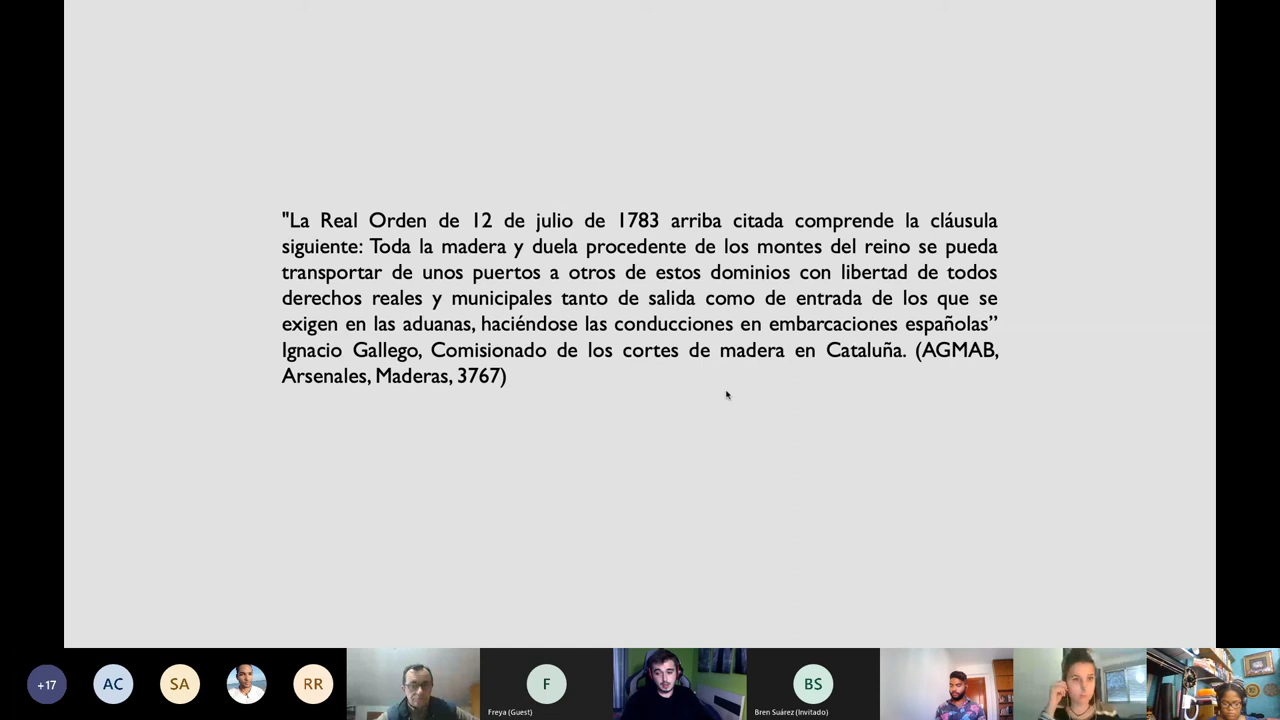 "La Real Orden de 12 de julio de 1783 arriba citada comprende la cláusula
siguiente: Toda la madera y duela procedente de los montes del reino se pueda
transportar de unos puertos a otros de estos dominios con libertad de todos
derechos reales y municipales tanto de salida como de entrada de los que se
exigen en las aduanas, haciéndose las conducciones en embarcaciones españolas”
Ignacio Gallego, Comisionado de los cortes de madera en Cataluña. (AGMAB,
Arsenales, Maderas, 3767)
+17
AC
SA
RR
F
Freya (Guest)
BS
Bren Suárez (Invitado)